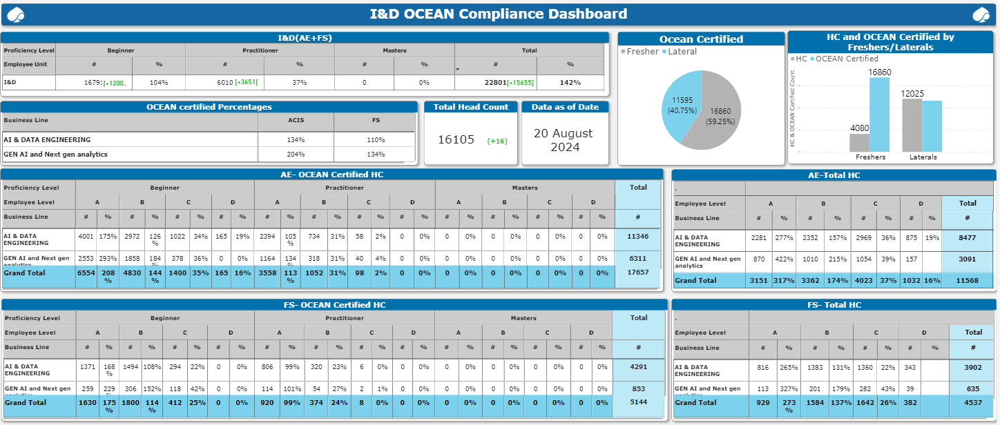 I&D OCEAN Compliance Dashboard
I&D(AE+FS)
Proficiency Level Beginner Practitioner Masters Total
Employee Unit # % # % # % # %
I&D 1679 [+1200... 104% 6010 [+3651] 37% 0 0% 22801[+15655] 142%
Ocean Certified
Fresher Lateral
11595
(40.75%)
16860
(59.25%)
HC and OCEAN Certified by
Freshers/Laterals
HC OCEAN Certified
HC & OCEAN Certified Count
16860
12025
4080
Freshers Laterals
OCEAN certified Percentages
Business Line ACIS FS
AI & DATA ENGINEERING 134% 110%
GEN AI and Next gen analytics 204% 134%
Total Head Count
16105 (+16)
Data as of Date
20 August
2024
AE- OCEAN Certified HC
Proficiency Level Beginner Practitioner Masters Total
Employee Level A B C D A B C D A B C D
Business Line # % # % # % # % # % # % # % # % # % # % # % # % #
AI & DATA
ENGINEERING 4001 175% 2972 126% 1022 34% 165 19% 2394 105% 734 31% 58 2% 0 0% 0 0% 0 0% 0 0% 0 0% 11346
GEN AI and Next gen
analytics 2553 293% 1858 184% 378 36% 0 0% 1164 134% 318 31% 40 4% 0 0% 0 0% 0 0% 0 0% 0 0% 6311
Grand Total 6554 208% 4830 144% 1400 35% 165 16% 3558 113% 1052 31% 98 2% 0 0% 0 0% 0 0% 0 0% 0 0% 17657
AE-Total HC
.
Employee Level A B C D Total
Business Line # % # % # % # % #
AI & DATA
ENGINEERING 2281 277% 2352 157% 2969 36% 875 19% 8477
GEN AI and Next gen
analytics 870 422% 1010 215% 1054 39% 157 3091
Grand Total 3151 317% 3362 174% 4023 37% 1032 16% 11568
FS- OCEAN Certified HC
Proficiency Level Beginner Practitioner Masters Total
Employee Level A B C D A B C D A B C D
Business Line # % # % # % # % # % # % # % # % # % # % # % # % #
AI & DATA
ENGINEERING 1371 168% 1494 108% 294 22% 0 0% 806 99% 320 23% 6 0% 0 0% 0 0% 0 0% 0 0% 0 0% 4291
GEN AI and Next gen 259 229 306 152% 118 42% 0 0% 114 101% 54 27% 2 1% 0 0% 0 0% 0 0% 0 0% 0 0% 853
Grand Total 1630 175% 1800 114% 412 25% 0 0% 920 99% 374 24% 8 0% 0 0% 0 0% 0 0% 0 0% 0 0% 5144
FS- Total HC
.
Employee Level A B C D Total
Business Line # % # % # % # % #
AI & DATA
ENGINEERING 816 265% 1383 131% 1360 22% 343 3902
GEN AI and Next gen 113 327% 201 179% 282 43% 39 635
Grand Total 929 273% 1584 137% 1642 26% 382 4537